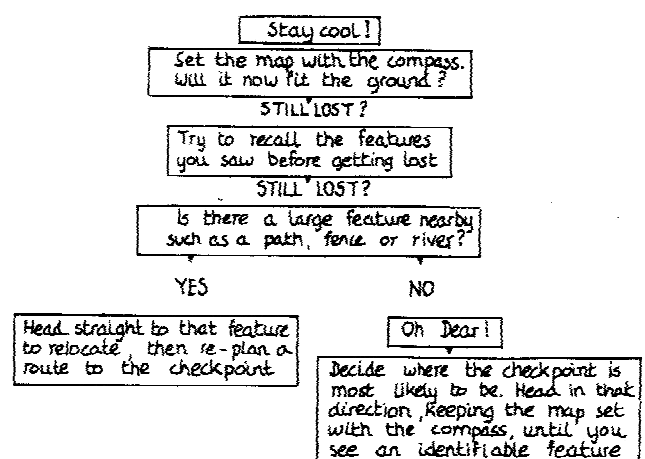 Stay cool!
Set the map with the compass.
Will it now fit the ground?
STILL LOST?
Try to recall the features
you saw before getting lost
STILL LOST?
Is there a large feature nearby
such as a path, fence or river?
YES
NO
Head straight to that feature
to relocate, then re-plan a
route to the checkpoint
Oh Dear!
Decide where the checkpoint is
most likely to be. Head in that
direction, keeping the map set
with the compass, until you
see an identifiable feature